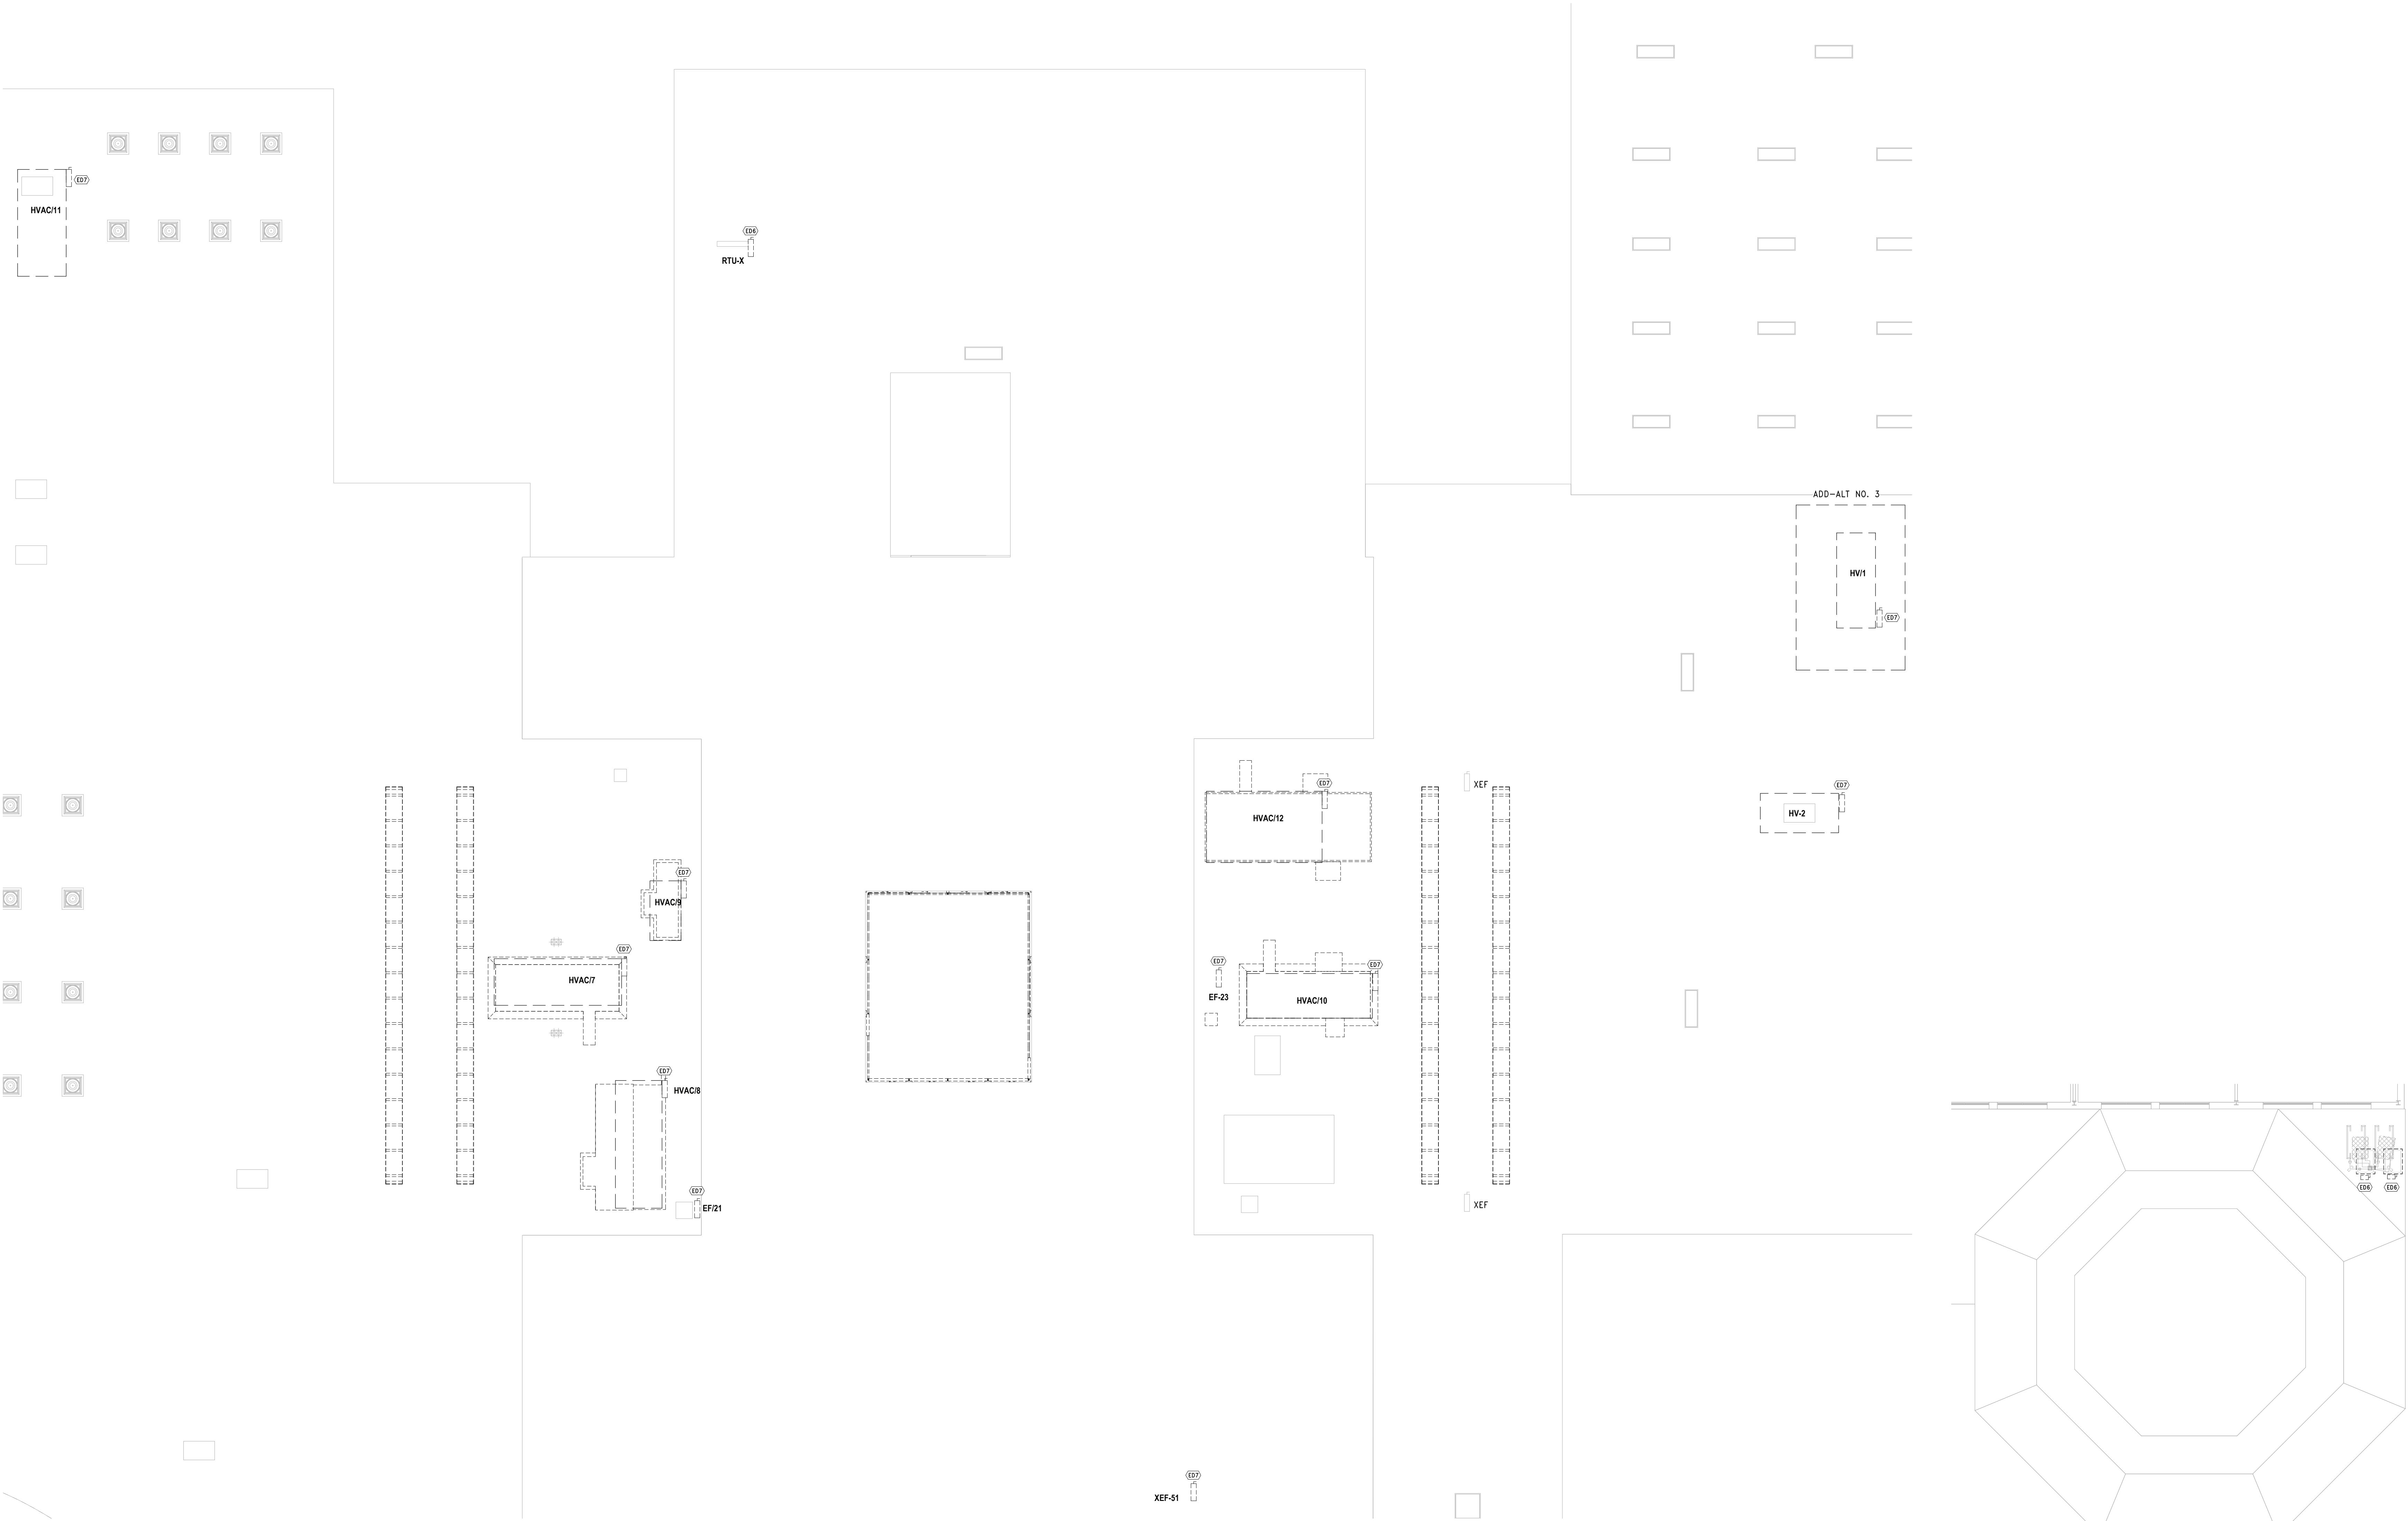 ED7
HVAC/11
ED6
RTU-X
ADD-ALT NO. 3
HV/1
ED7
ED7
HVAC/12
XEF
ED7
HV-2
ED7
HVAC/9
ED7
HVAC/7
ED7
EF-23
ED7
HVAC/10
ED7
HVAC/8
ED7
EF/21
XEF
ED6
ED6
ED7
XEF-51